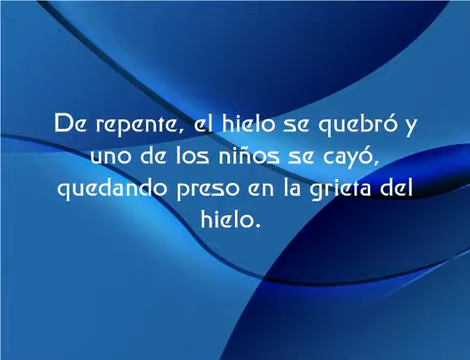 De repente, el hielo se quebró y
uno de los niños se cayó,
quedando preso en la grieta del
hielo.